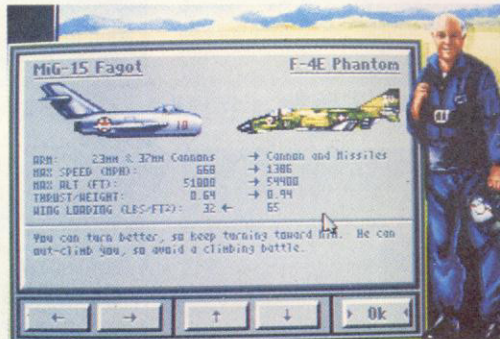 MiG-15 Fagot F-4E Phantom
ARM: 23mm & 37mm Cannons → Cannon and Missiles
MAX SPEED (MPH): 668 → 1386
MAX ALT (FT): 51000 → 54400
THRUST/WEIGHT: 0.64 → 0.94
WING LOADING (LBS/FT2): 32 ← 65
You can turn better, so keep turning toward him. He can
out-climb you, so avoid a climbing battle.
← → ↑ ↓ Ok